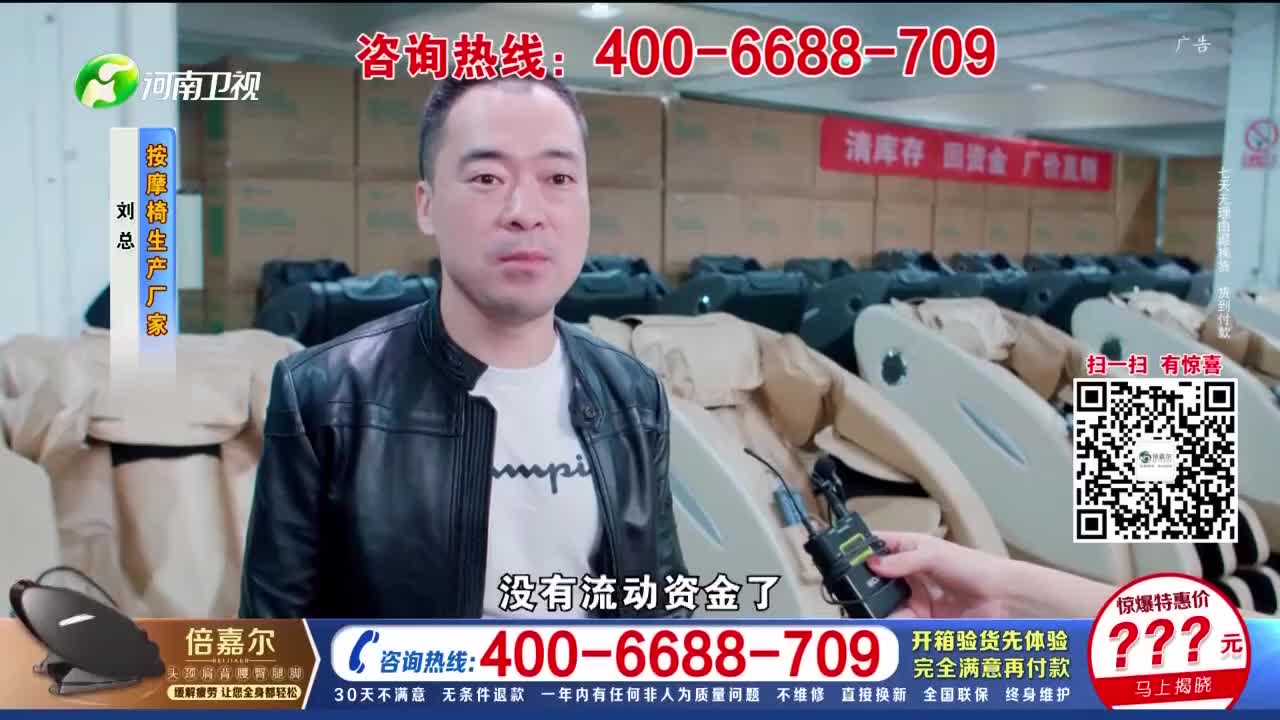 咨询热线：400-6688-709
广告
河南卫视
按摩椅生产厂家
刘总
清库存 回资金 厂价直销
七天无理由退换货 货到付款
扫一扫 有惊喜
倍嘉尔
没有流动资金了
倍嘉尔
BEIJIAER
头颈肩背腰臀腿脚
缓解疲劳 让您全身都轻松
咨询热线:400-6688-709
开箱验货先体验
完全满意再付款
30天不满意 无条件退款 一年内有任何非人为质量问题 不维修 直接换新 全国联保 终身维护
惊爆特惠价
???元
马上揭晓